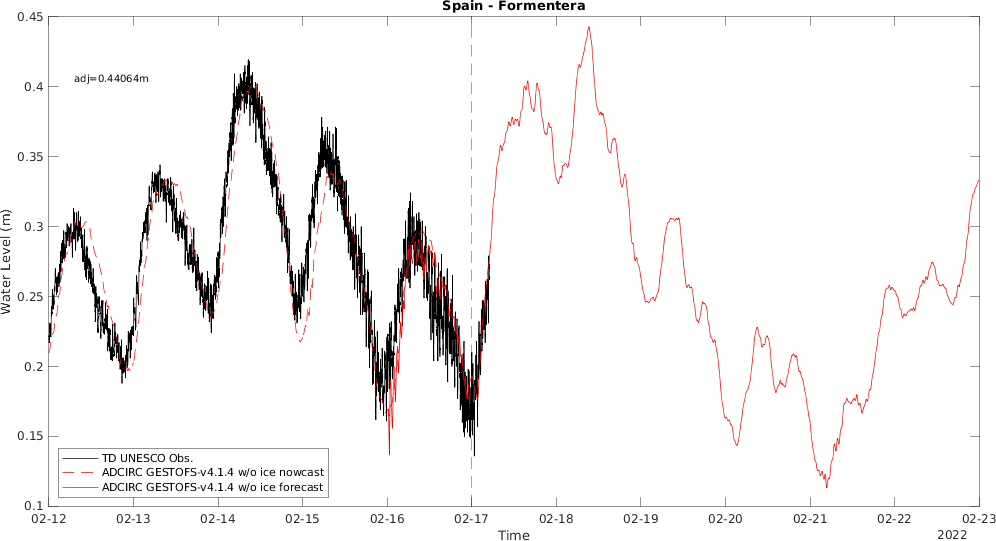 Spain - Formentera
adj=0.44064m
Water Level (m)
0.45
0.4
0.35
0.3
0.25
0.2
0.15
0.1
TD UNESCO Obs.
ADCIRC GESTOFS-v4.1.4 w/o ice nowcast
ADCIRC GESTOFS-v4.1.4 w/o ice forecast
02-12 02-13 02-14 02-15 02-16 02-17 02-18 02-19 02-20 02-21 02-22 02-23
Time
2022